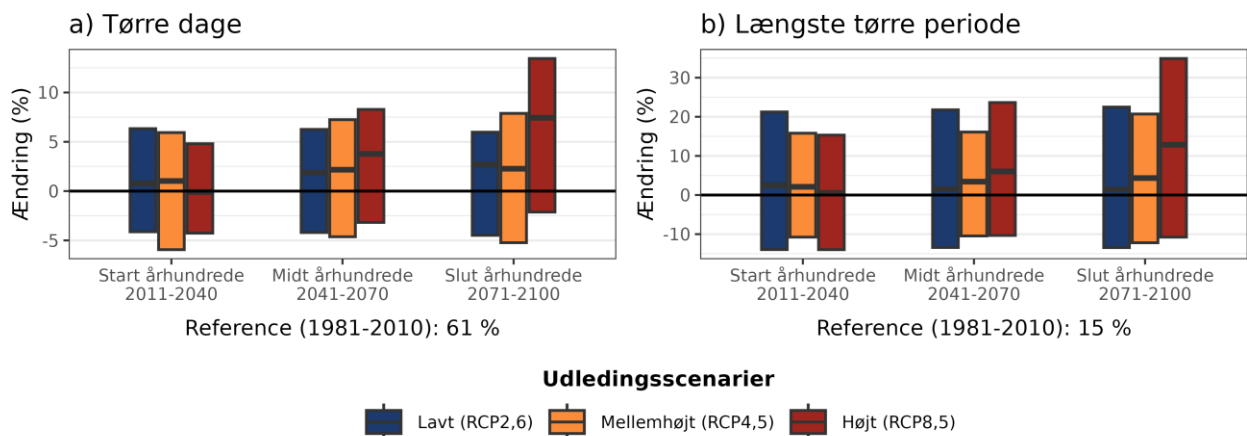 a) Tørre dage
Ændring (%)
10
5
0
-5
Start århundrede
2011-2040
Midt århundrede
2041-2070
Slut århundrede
2071-2100
Reference (1981-2010): 61 %
b) Længste tørre periode
Ændring (%)
30
20
10
0
-10
Start århundrede
2011-2040
Midt århundrede
2041-2070
Slut århundrede
2071-2100
Reference (1981-2010): 15 %
Udledingsscenarier
Lavt (RCP2,6) Mellemhøjt (RCP4,5) Højt (RCP8,5)